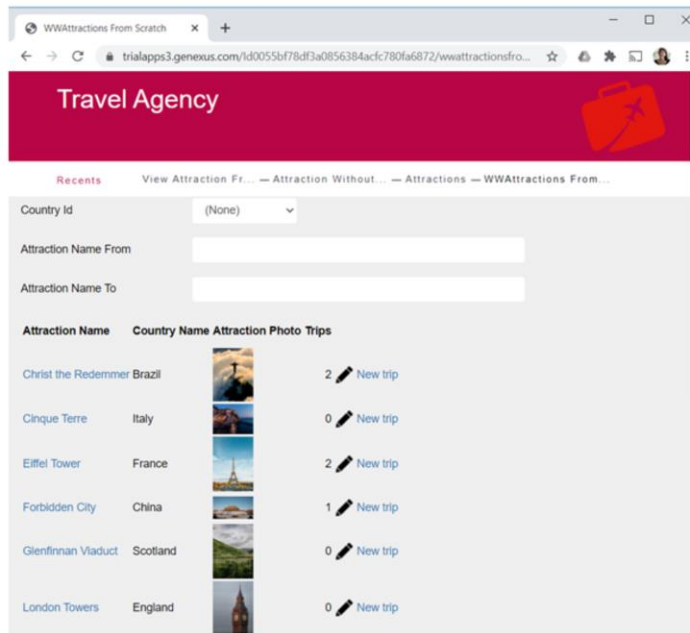 WWAttractions From Scratch
trialapps3.genexus.com/Id0055bf78df3a0856384acfc780fa6872/wwattractionsfro...
Travel Agency
Recents View Attraction Fr... — Attraction Without... — Attractions — WWAttractions From...
Country Id (None)
Attraction Name From
Attraction Name To
Attraction Name Country Name Attraction Photo Trips
Christ the Redemmer Brazil 2 New trip
Cinque Terre Italy 0 New trip
Eiffel Tower France 2 New trip
Forbidden City China 1 New trip
Glenfinnan Viaduct Scotland 0 New trip
London Towers England 0 New trip